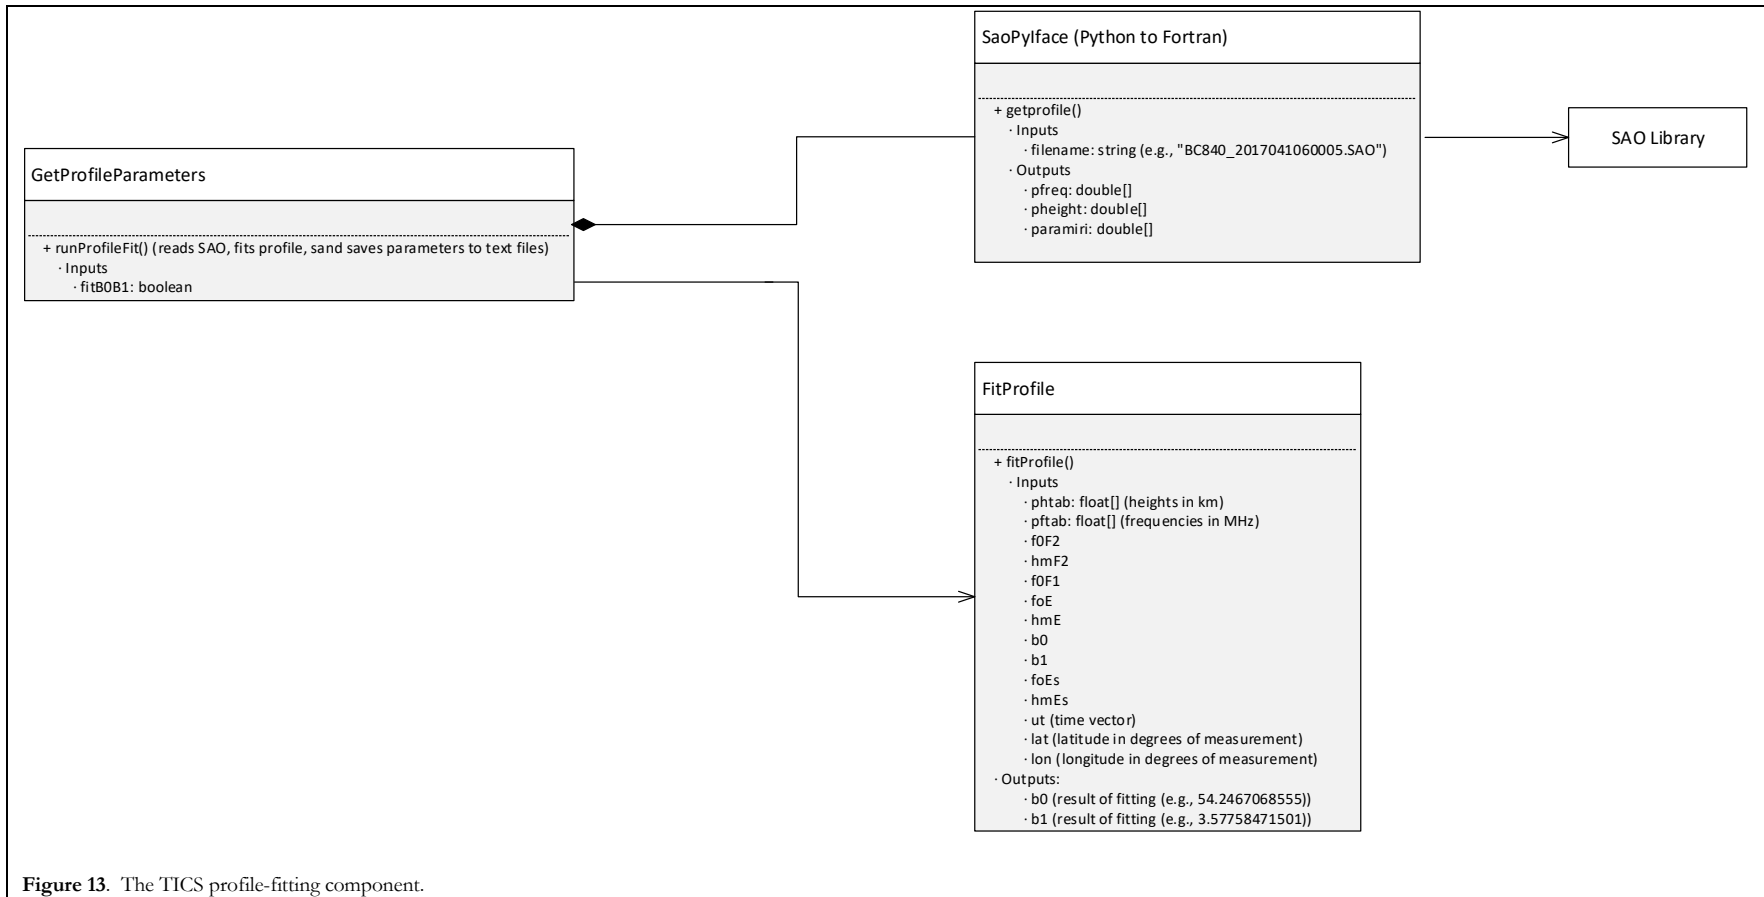 SaoPyIface (Python to Fortran)
+ getprofile()
· Inputs
· filename: string (e.g., "BC840_2017041060005.SAO")
· Outputs
· pfreq: double[]
· pheight: double[]
· paramiri: double[]
SAO Library
GetProfileParameters
+ runProfileFit() (reads SAO, fits profile, sand saves parameters to text files)
· Inputs
· fitB0B1: boolean
FitProfile
+ fitProfile()
· Inputs
· phtab: float[] (heights in km)
· pftab: float[] (frequencies in MHz)
· f0F2
· hmF2
· f0F1
· foE
· hmE
· b0
· b1
· foEs
· hmEs
· ut (time vector)
· lat (latitude in degrees of measurement)
· lon (longitude in degrees of measurement)
· Outputs:
· b0 (result of fitting (e.g., 54.2467068555))
· b1 (result of fitting (e.g., 3.57758471501))
Figure 13. The TICS profile-fitting component.